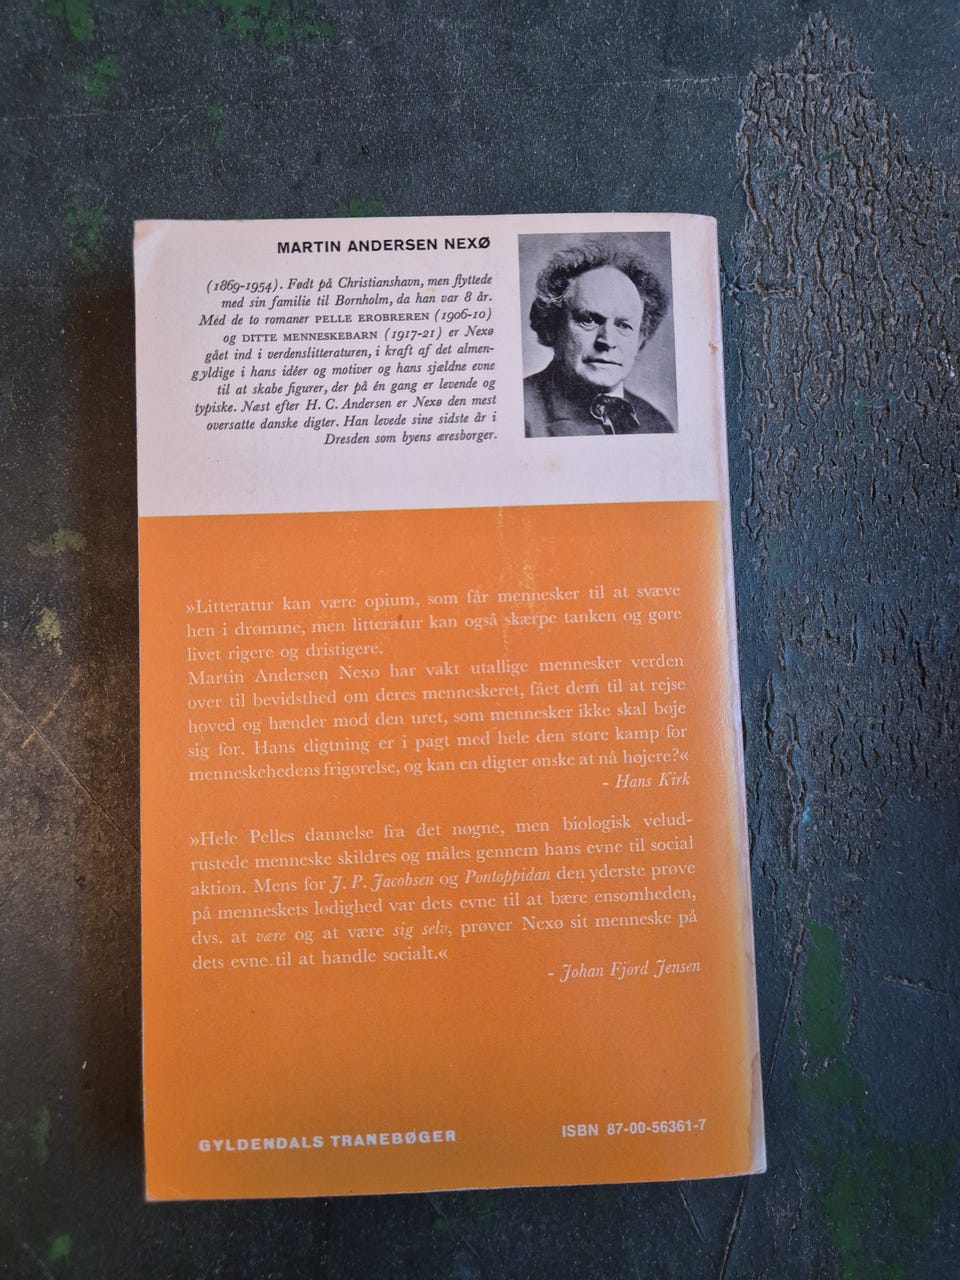 MARTIN ANDERSEN NEXØ
(1869-1954). Født på Christianshavn, men flyttede
med sin familie til Bornholm, da han var 8 år.
Med de to romaner PELLE EROBREREN (1906-10)
og DITTE MENNESKEBARN (1917-21) er Nexø
gået ind i verdenslitteraturen, i kraft af det almen-
gyldige i hans idéer og motiver og hans sjældne evne
til at skabe figurer, der på én gang er levende og
typiske. Næst efter H. C. Andersen er Nexø den mest
oversatte danske digter. Han levede sine sidste år i
Dresden som byens æresborger.
»Litteratur kan være opium, som får mennesker til at svæve
hen i drømme, men litteratur kan også skærpe tanken og gøre
livet rigere og dristigere.
Martin Andersen Nexø har vakt utallige mennesker verden
over til bevidsthed om deres menneskeret, fået dem til at rejse
hoved og hænder mod den uret, som mennesker ikke skal bøje
sig for. Hans digtning er i pagt med hele den store kamp for
menneskehedens frigørelse, og kan en digter ønske at nå højere?«
- Hans Kirk
»Hele Pelles dannelse fra det nøgne, men biologisk velud-
rustede menneske skildres og måles gennem hans evne til social
aktion. Mens for J. P. Jacobsen og Pontoppidan den yderste prøve
på menneskets lødighed var dets evne til at bære ensomheden,
dvs. at være og at være sig selv, prøver Nexø sit menneske på
dets evne til at handle socialt.«
- Johan Fjord Jensen
GYLDENDALS TRANEBØGER
ISBN 87-00-56361-7